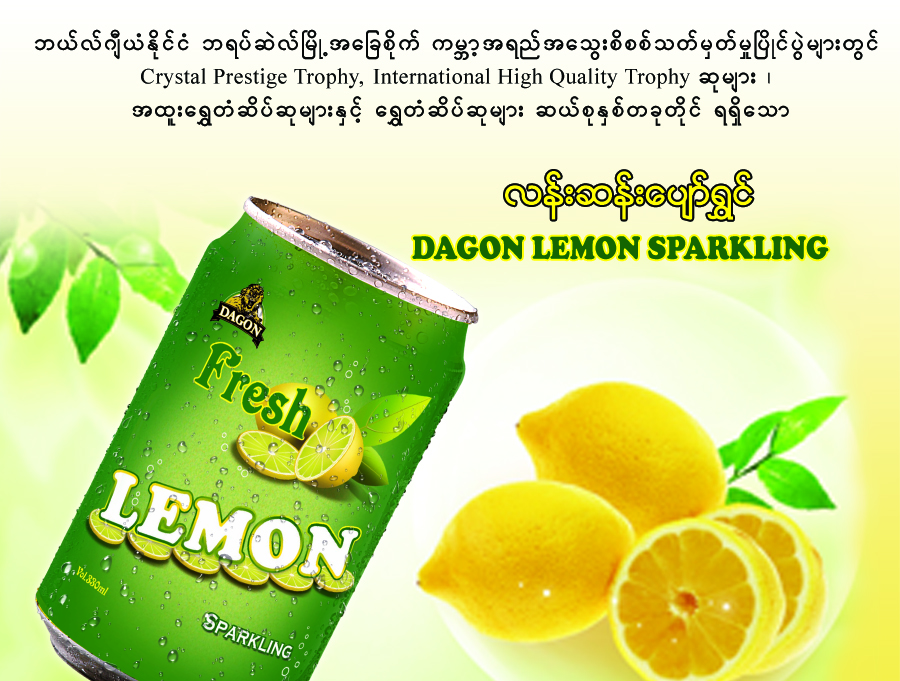 ဘယ်လ်ဂျီယံနိုင်ငံ ဘရပ်ဆဲလ်မြို့အခြေစိုက် ကမ္ဘာ့အရည်အသွေးစိစစ်သတ်မှတ်မှုပြိုင်ပွဲများတွင်
Crystal Prestige Trophy, International High Quality Trophy ဆုများ ၊
အထူးရွှေတံဆိပ်ဆုများနှင့် ရွှေတံဆိပ်ဆုများ ဆယ်စုနှစ်တခုတိုင် ရရှိသော
လန်းဆန်းပျော်ရွှင်
DAGON LEMON SPARKLING
DAGON
Fresh
LEMON
Vol.330ml
SPARKLING